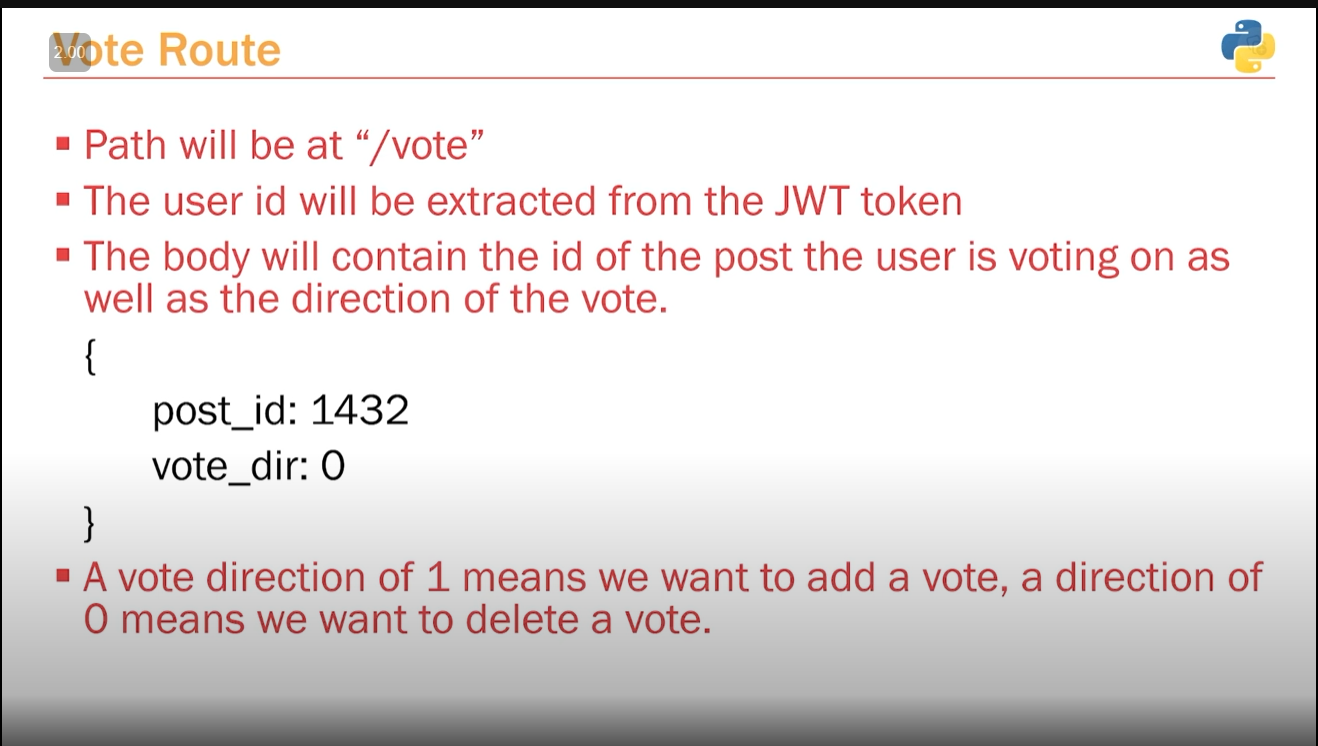 Vote Route
2.00
Path will be at “/vote”
The user id will be extracted from the JWT token
The body will contain the id of the post the user is voting on as
well as the direction of the vote.
{
post_id: 1432
vote_dir: 0
}
A vote direction of 1 means we want to add a vote, a direction of
0 means we want to delete a vote.